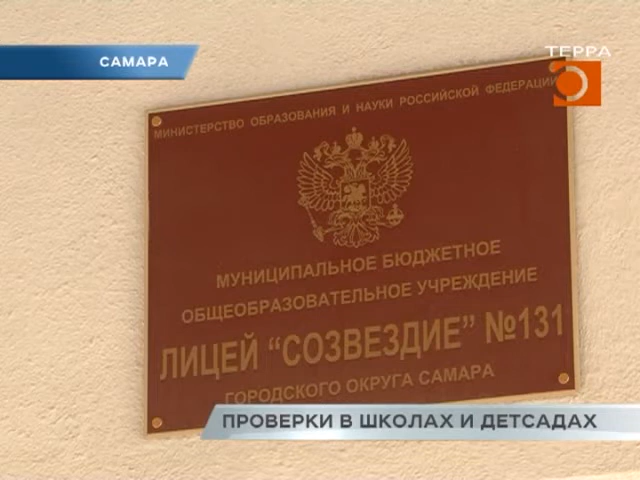 САМАРА
ТЕРРА
МИНИСТЕРСТВО ОБРАЗОВАНИЯ И НАУКИ РОССИЙСКОЙ ФЕДЕРАЦИИ
МУНИЦИПАЛЬНОЕ БЮДЖЕТНОЕ
ОБЩЕОБРАЗОВАТЕЛЬНОЕ УЧРЕЖДЕНИЕ
ЛИЦЕЙ “СОЗВЕЗДИЕ” №131
ГОРОДСКОГО ОКРУГА САМАРА
ПРОВЕРКИ В ШКОЛАХ И ДЕТСАДАХ